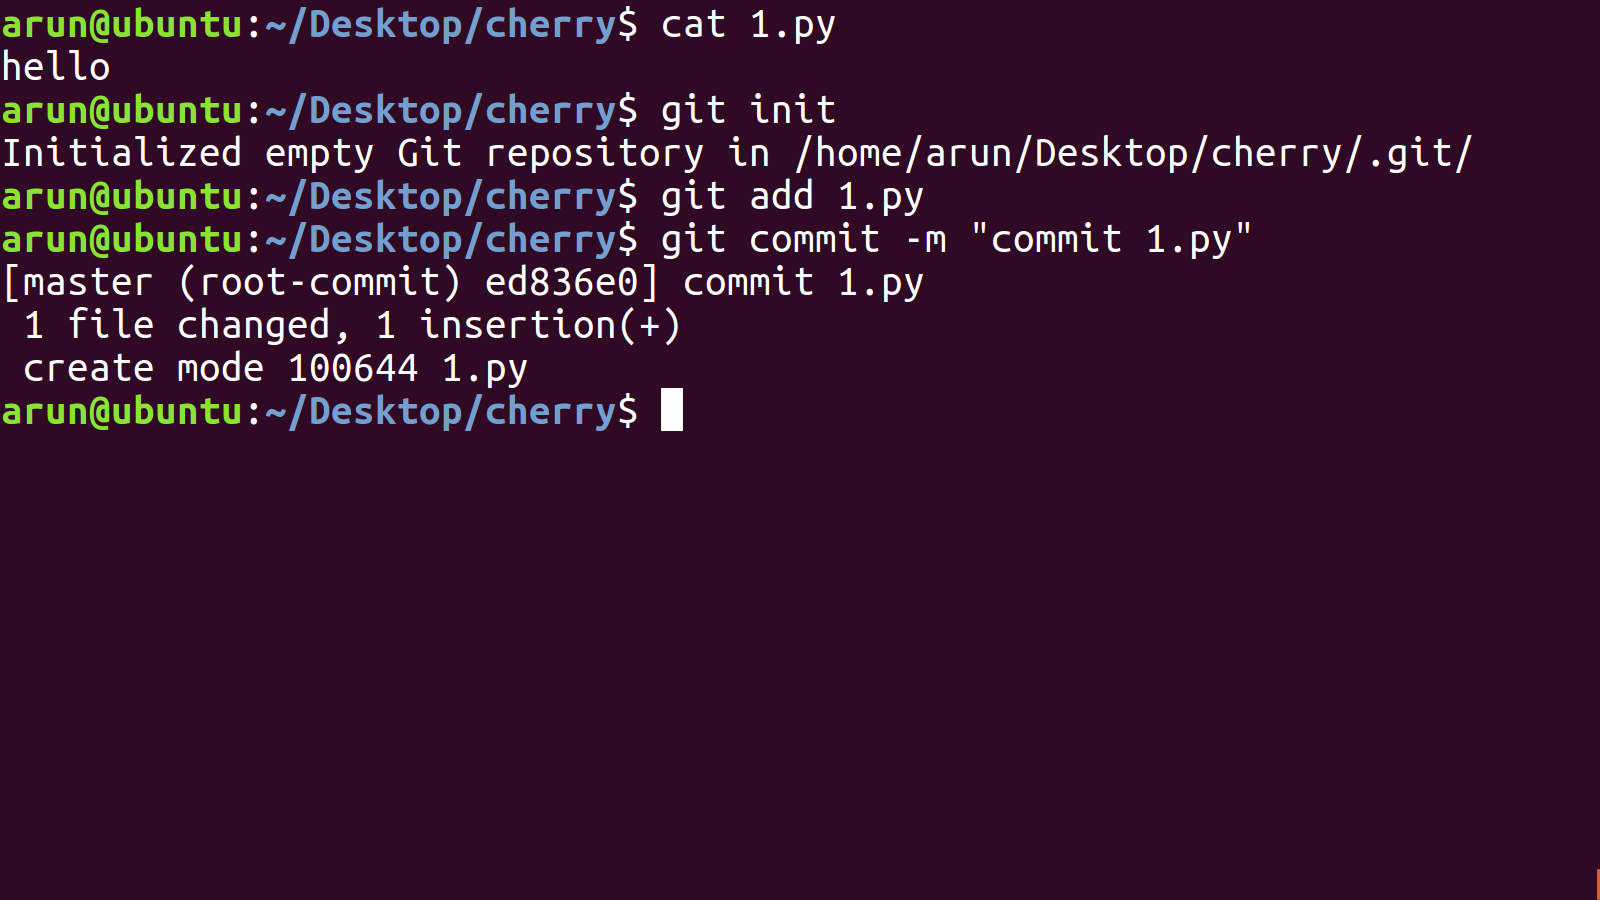 arun@ubuntu:~/Desktop/cherry$ cat 1.py
hello
arun@ubuntu:~/Desktop/cherry$ git init
Initialized empty Git repository in /home/arun/Desktop/cherry/.git/
arun@ubuntu:~/Desktop/cherry$ git add 1.py
arun@ubuntu:~/Desktop/cherry$ git commit -m "commit 1.py"
[master (root-commit) ed836e0] commit 1.py
 1 file changed, 1 insertion(+)
 create mode 100644 1.py
arun@ubuntu:~/Desktop/cherry$